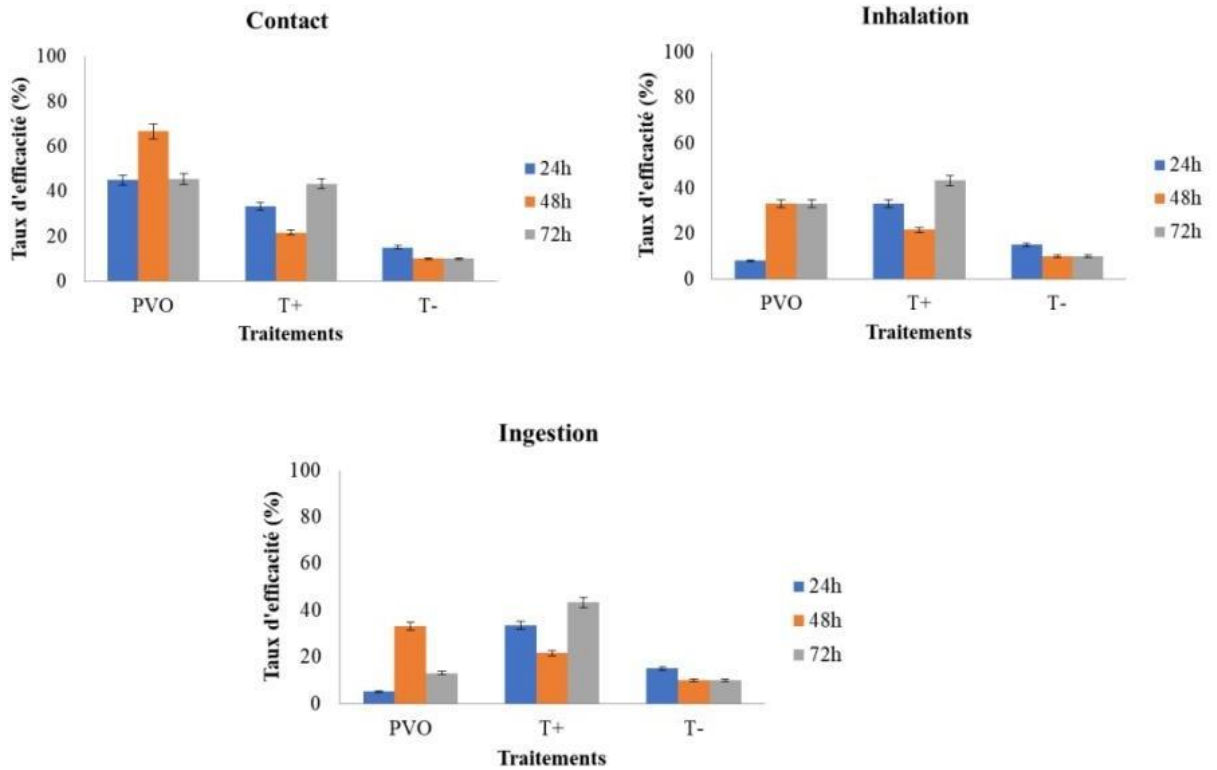 Contact
Taux d'efficacité (%)
100
80
60
40
20
0
PVO T+ T-
Traitements
24h
48h
72h
Inhalation
Taux d'efficacité (%)
100
80
60
40
20
0
PVO T+ T-
Traitements
24h
48h
72h
Ingestion
Taux d'efficacité (%)
100
80
60
40
20
0
PVO T+ T-
Traitements
24h
48h
72h